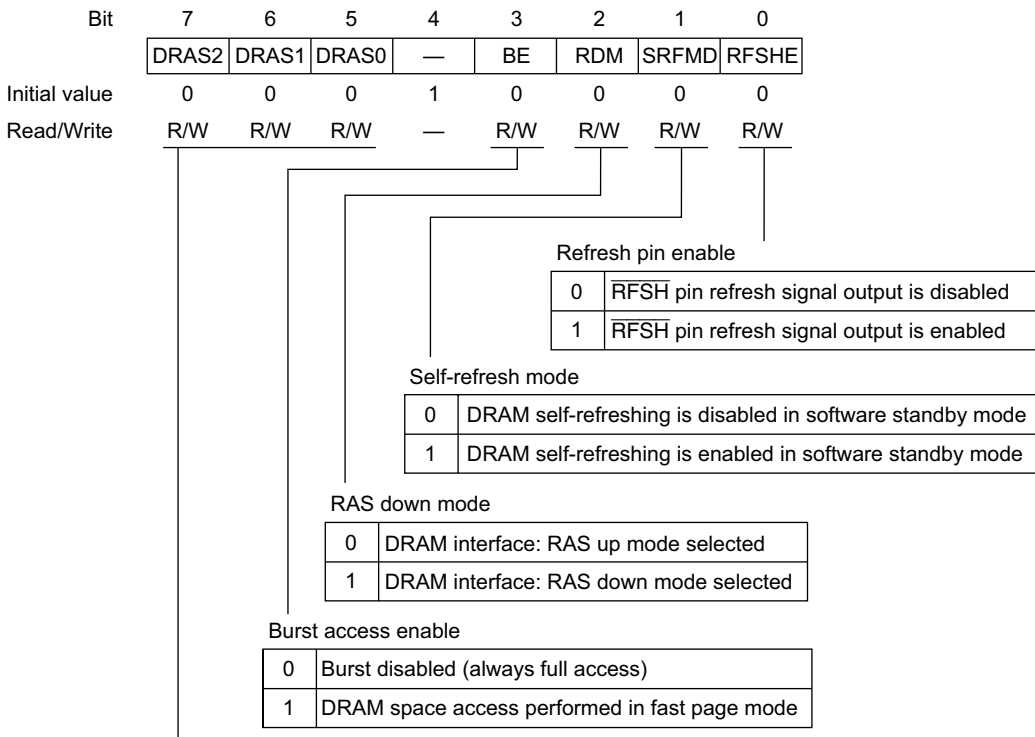 Bit 7 6 5 4 3 2 1 0
DRAS2 DRAS1 DRAS0 — BE RDM SRFMD RFSHE
Initial value 0 0 0 1 0 0 0 0
Read/Write R/W R/W R/W — R/W R/W R/W R/W
Refresh pin enable
0 R̅F̅S̅H̅ pin refresh signal output is disabled
1 R̅F̅S̅H̅ pin refresh signal output is enabled
Self-refresh mode
0 DRAM self-refreshing is disabled in software standby mode
1 DRAM self-refreshing is enabled in software standby mode
RAS down mode
0 DRAM interface: RAS up mode selected
1 DRAM interface: RAS down mode selected
Burst access enable
0 Burst disabled (always full access)
1 DRAM space access performed in fast page mode